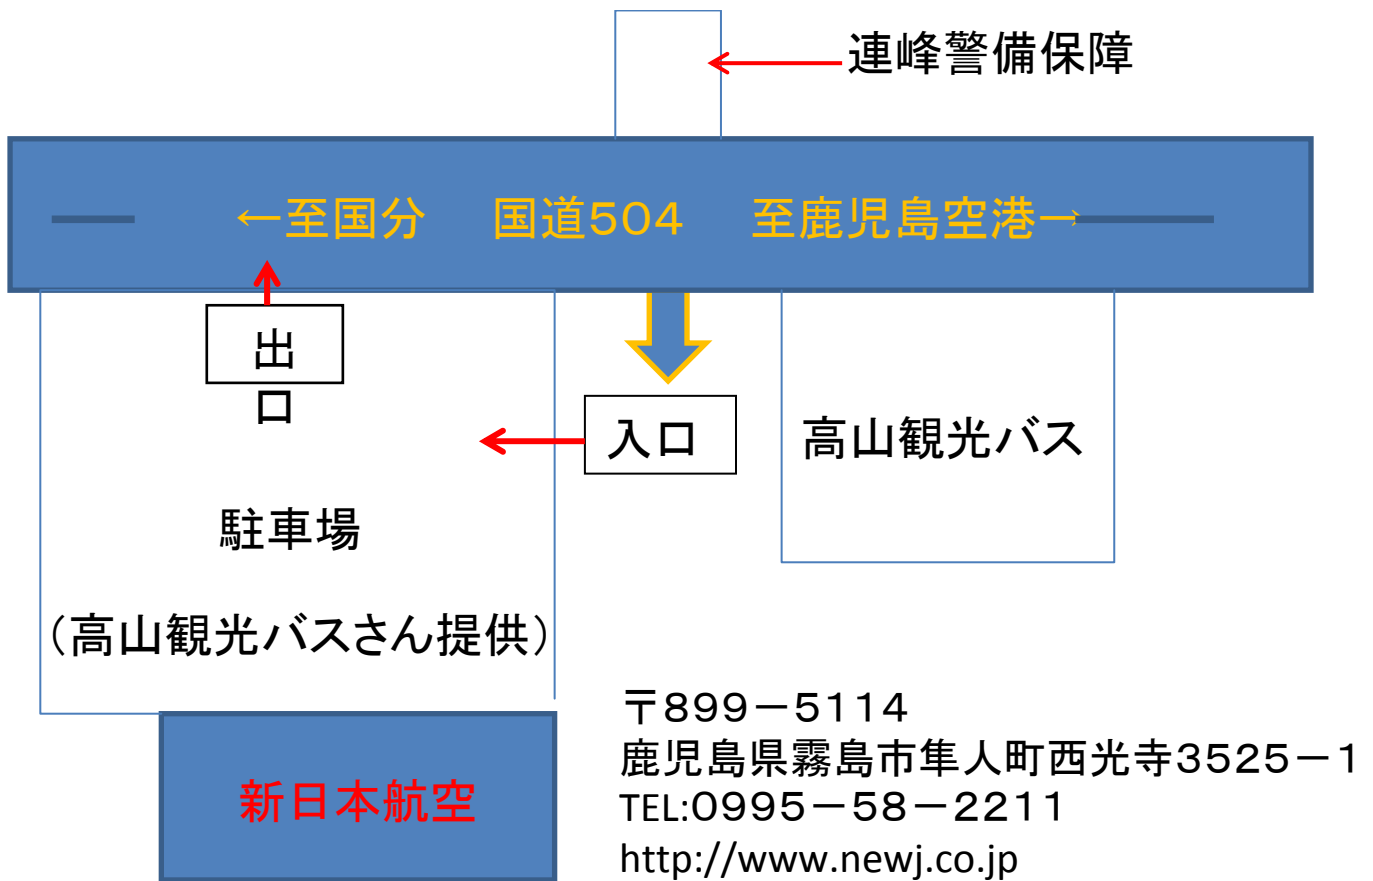 連峰警備保障
←至国分 国道504 至鹿児島空港→
出
口
入口
高山観光バス
駐車場
(高山観光バスさん提供)
新日本航空
〒899－5114
鹿児島県霧島市隼人町西光寺3525－1
TEL:0995－58－2211
http://www.newj.co.jp